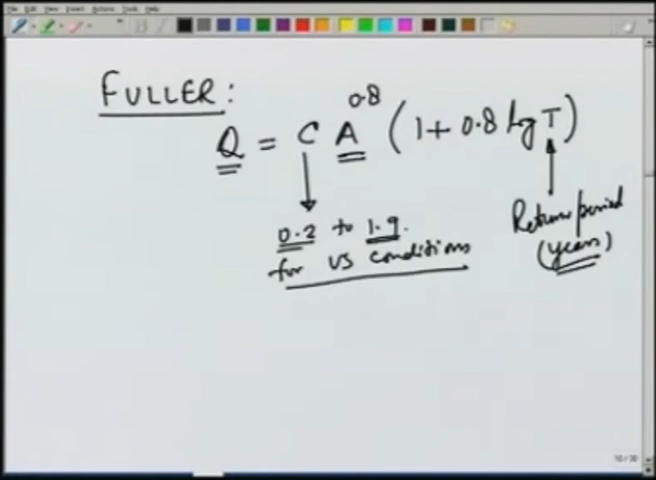 FULLER:
Q = C A^0.8 (1 + 0.8 log T)
0.2 to 1.9.
for US conditions
Return period
(years)